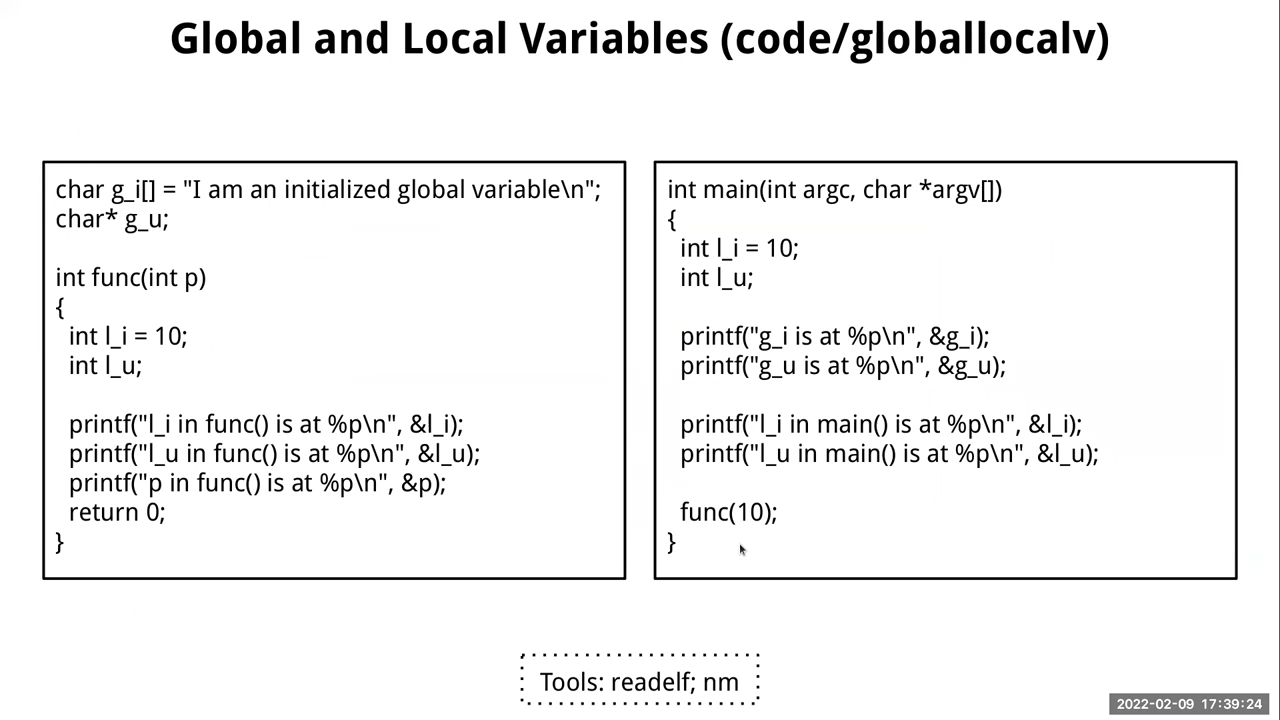 Global and Local Variables (code/globallocalv)
char g_i[] = "I am an initialized global variable\n";
char* g_u;
int func(int p)
{
int l_i = 10;
int l_u;
printf("l_i in func() is at %p\n", &l_i);
printf("l_u in func() is at %p\n", &l_u);
printf("p in func() is at %p\n", &p);
return 0;
}
int main(int argc, char *argv[])
{
int l_i = 10;
int l_u;
printf("g_i is at %p\n", &g_i);
printf("g_u is at %p\n", &g_u);
printf("l_i in main() is at %p\n", &l_i);
printf("l_u in main() is at %p\n", &l_u);
func(10);
}
Tools: readelf; nm
2022-02-09 17:39:24